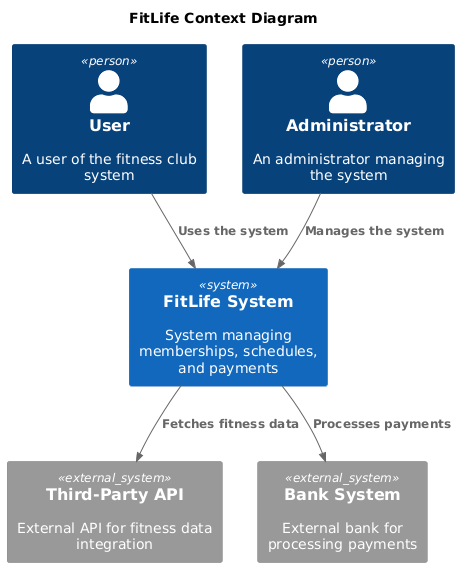 FitLife Context Diagram
«person»
User
A user of the fitness club
system
«person»
Administrator
An administrator managing
the system
Uses the system
Manages the system
«system»
FitLife System
System managing
memberships, schedules,
and payments
Fetches fitness data
Processes payments
«external_system»
Third-Party API
External API for fitness data
integration
«external_system»
Bank System
External bank for
processing payments